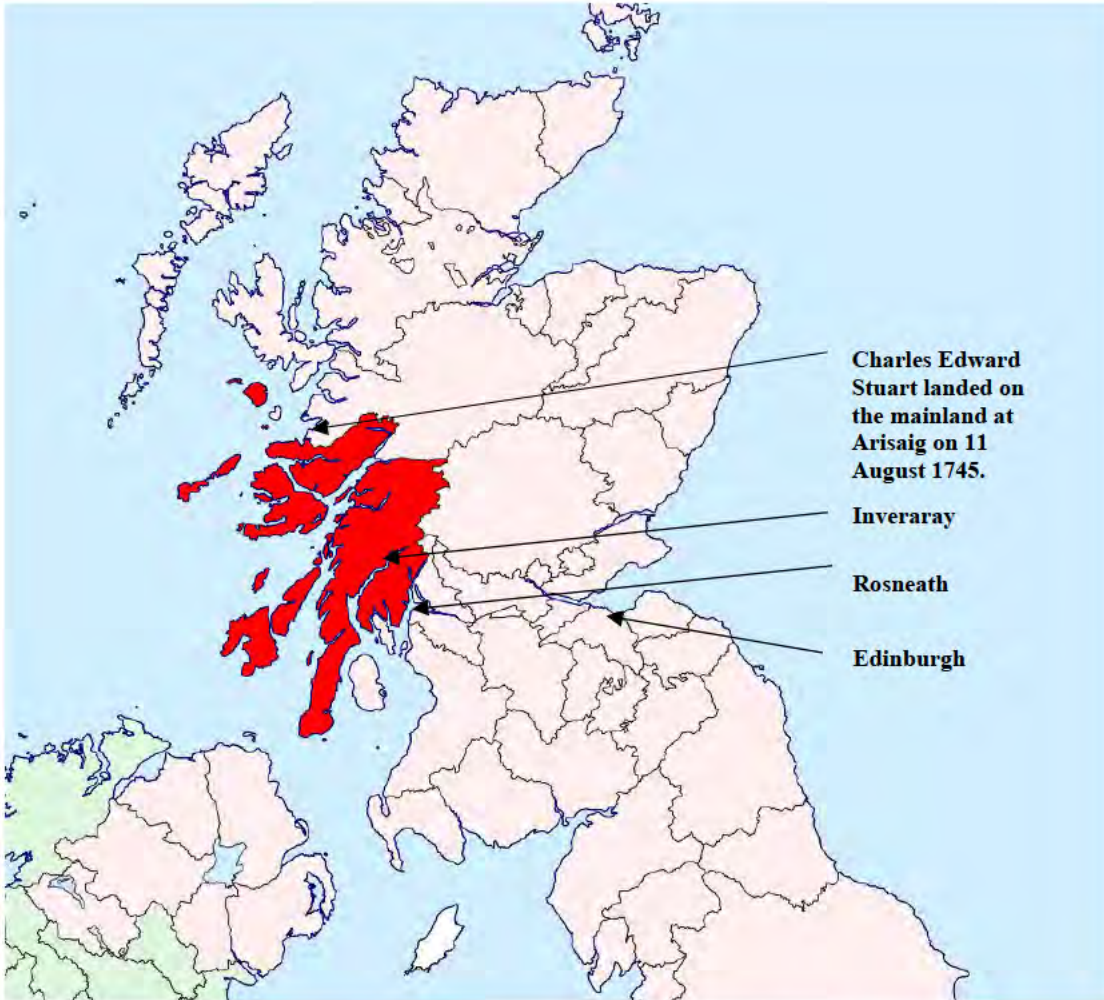 Charles Edward
Stuart landed on
the mainland at
Arisaig on 11
August 1745.
Inveraray
Rosneath
Edinburgh